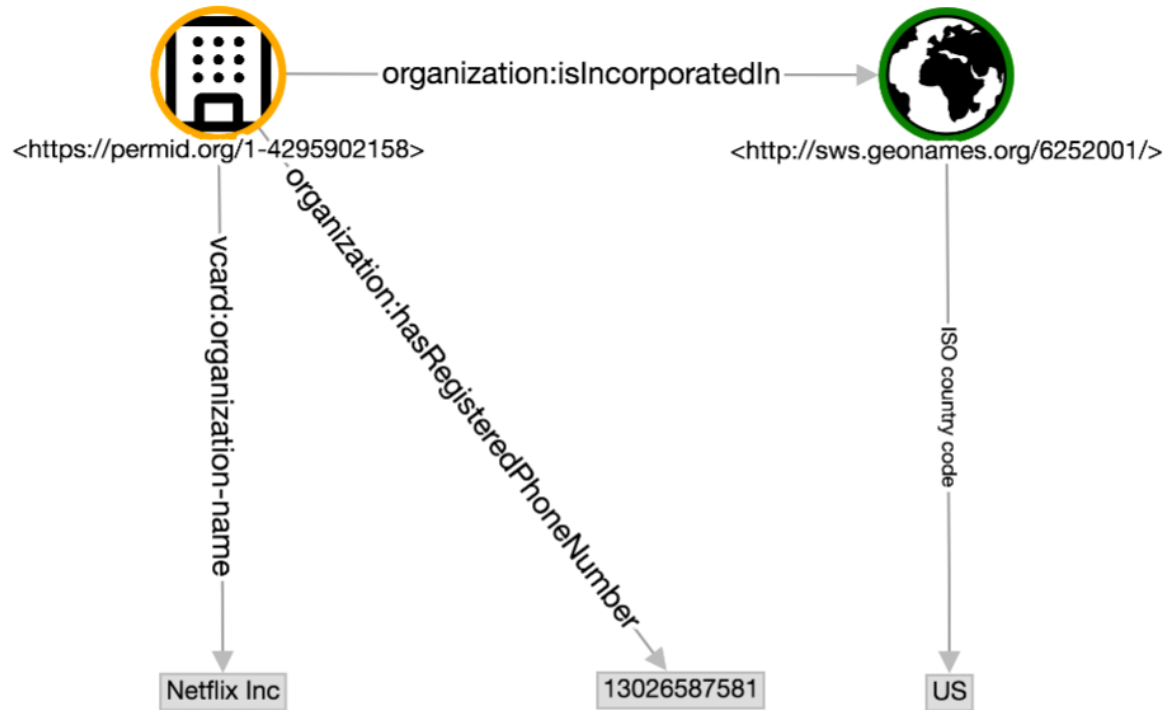 organization:isIncorporatedIn
<https://permid.org/1-4295902158>
<http://sws.geonames.org/6252001/>
organization:hasRegisteredPhoneNumber
vcard:organization-name
ISO country code
Netflix Inc
13026587581
US